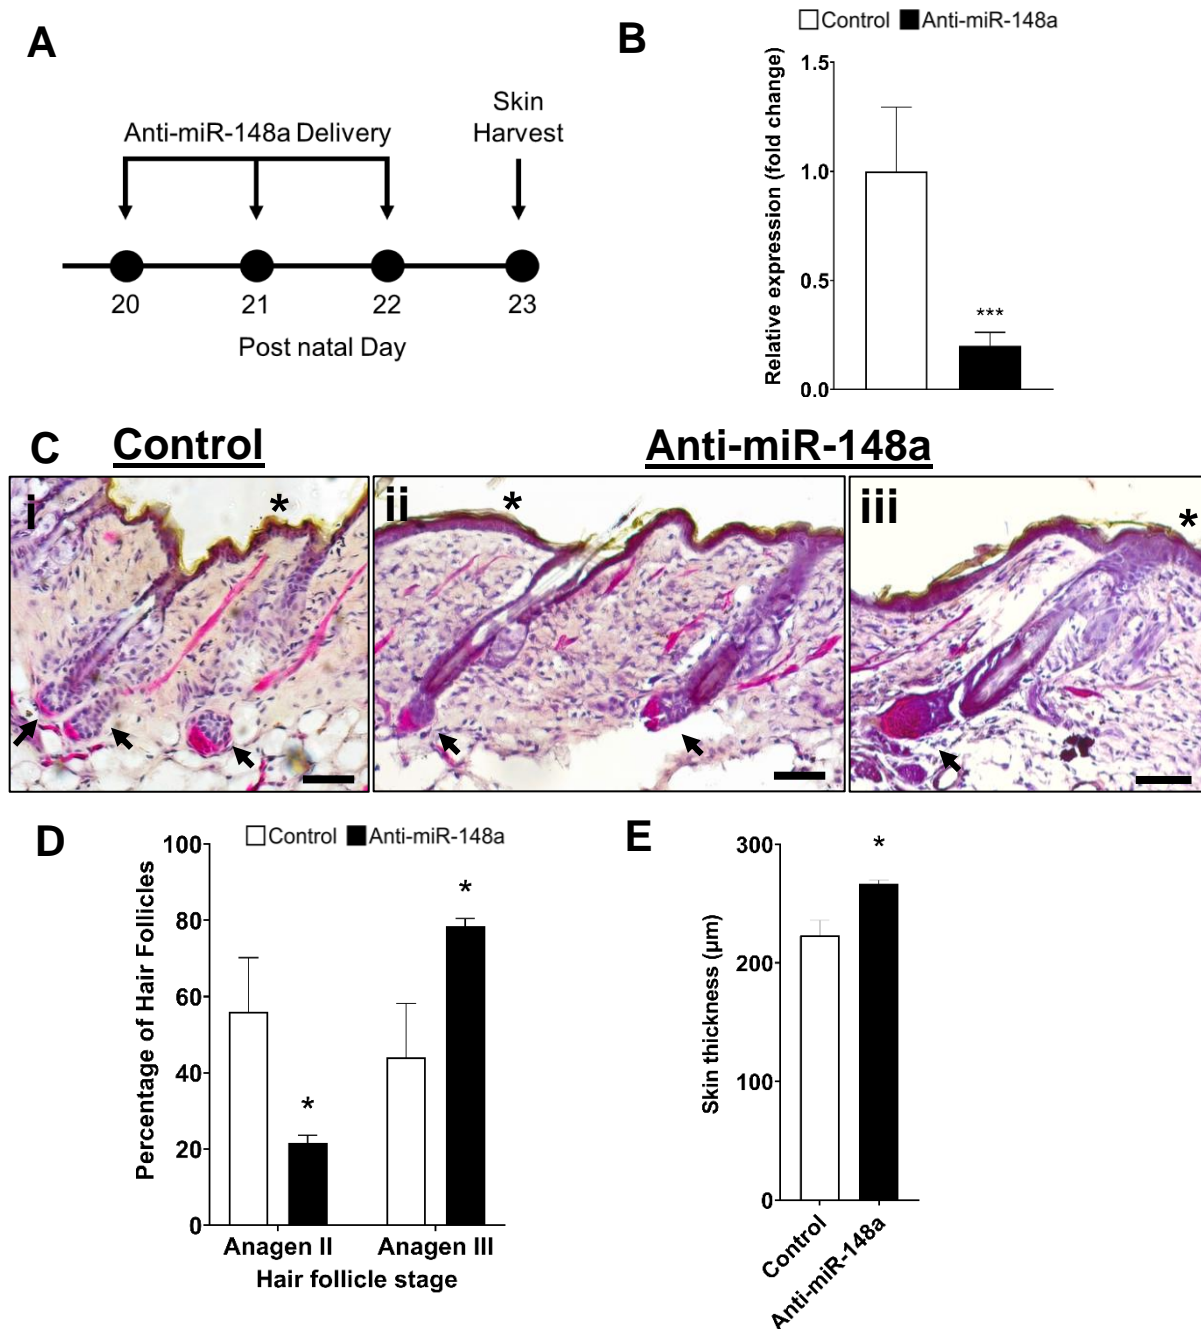 A
Anti-miR-148a Delivery
Skin
Harvest
20 21 22 23
Post natal Day
B
Control Anti-miR-148a
Relative expression (fold change)
1.5
1.0
0.5
0.0
***
C Control Anti-miR-148a
i * ii * iii *
D
Control Anti-miR-148a
Percentage of Hair Follicles
100
80
60
40
20
0
* *
Anagen II Anagen III
Hair follicle stage
E
Skin thickness (μm)
300
200
100
0
*
Control
Anti-miR-148a